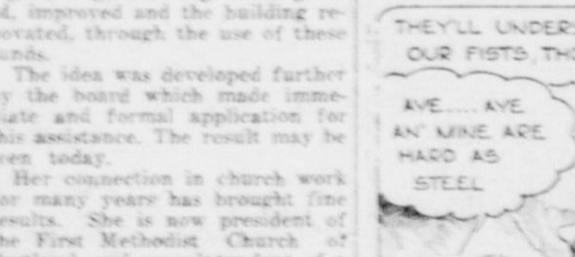 d, improved and the building re-
ovated, through the use of these
unds.
The idea was developed further
y the board which made imme-
iate and formal application for
his assistance. The result may be
een today.
Her connection in church work
or many years has brought fine
esults. She is now president of
he First Methodist Church of
THEY'LL UNDERS
OUR FISTS, THO
AYE..... AYE
AN' MINE ARE
HARD AS
STEEL